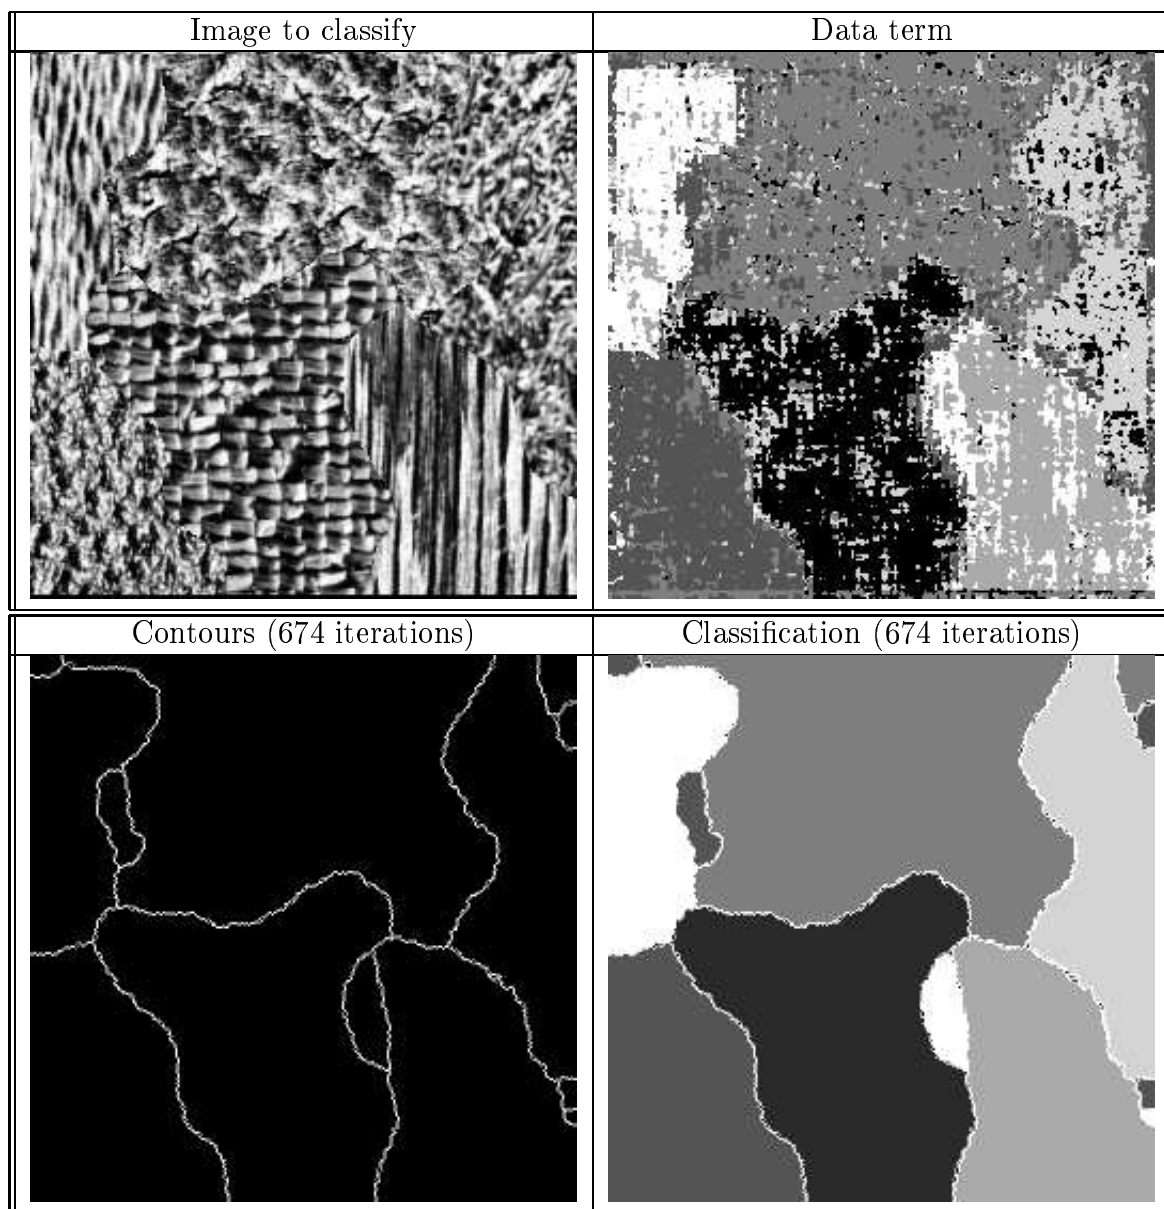 Image to classify
Data term
Contours (674 iterations)
Classification (674 iterations)